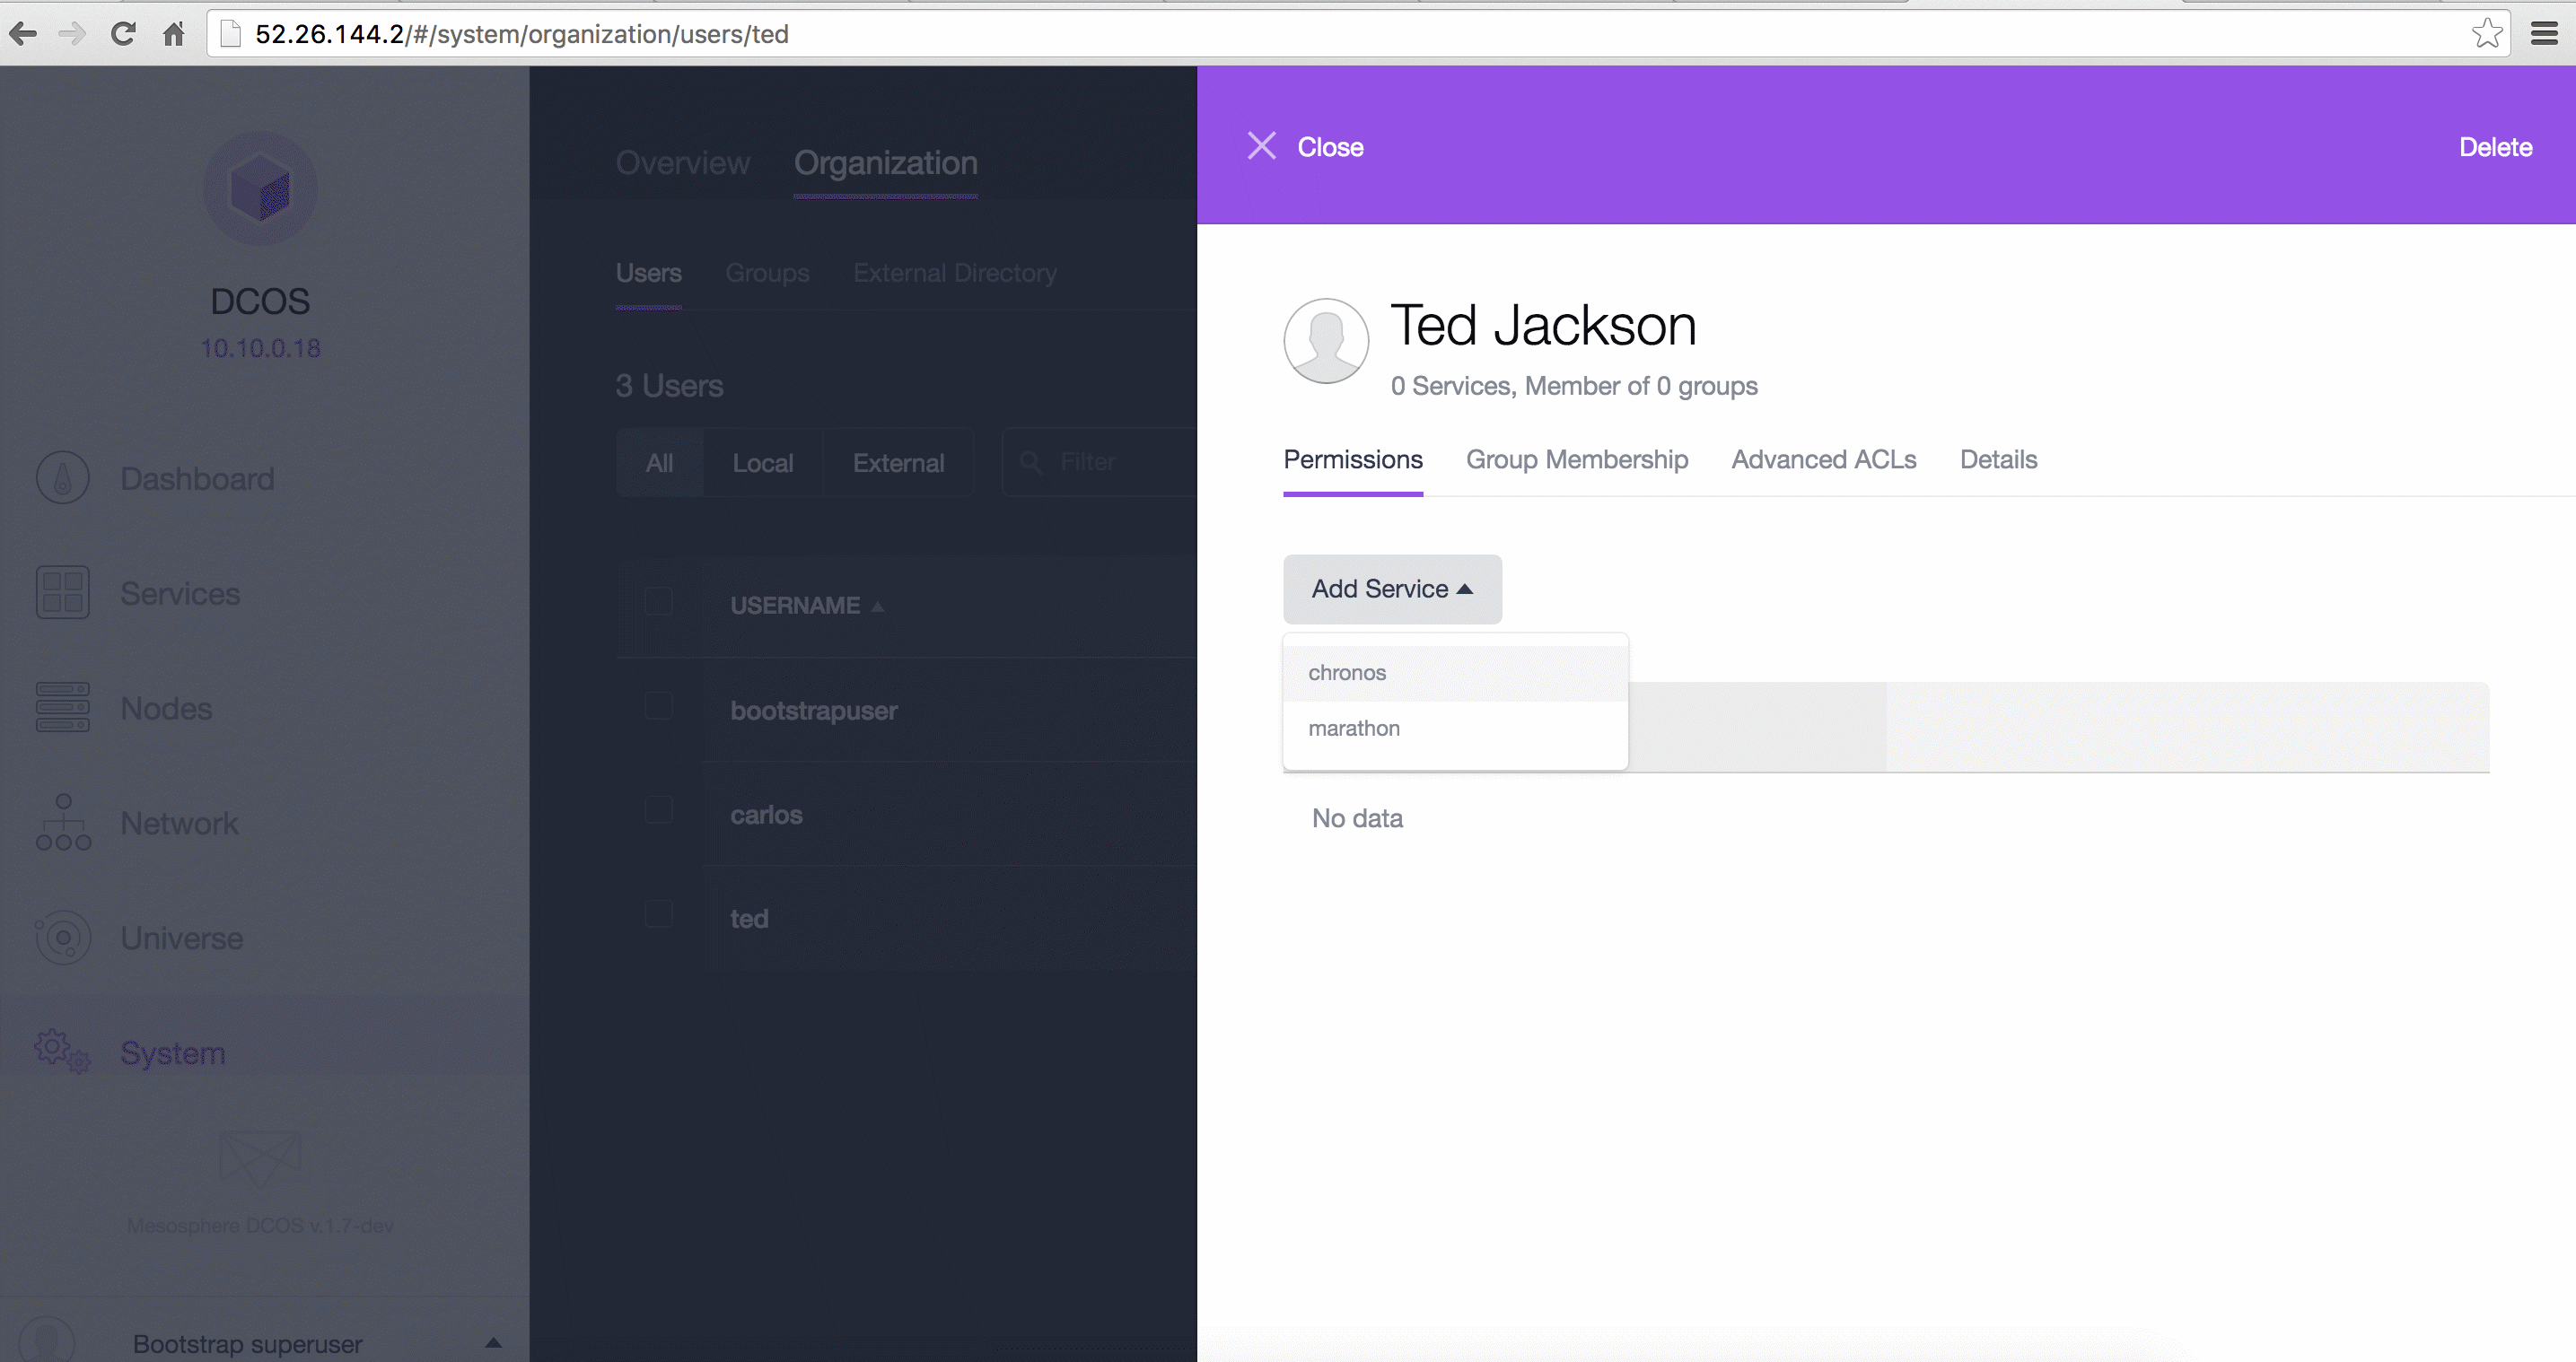 52.26.144.2/#/system/organization/users/ted
DCOS
10.10.0.18
Dashboard
Services
Nodes
Network
Universe
System
Mesosphere DCOS v.1.7-dev
Bootstrap superuser
Overview Organization
Users Groups External Directory
3 Users
All Local External Filter
USERNAME
bootstrapuser
carlos
ted
Close Delete
Ted Jackson
0 Services, Member of 0 groups
Permissions Group Membership Advanced ACLs Details
Add Service
chronos
marathon
No data